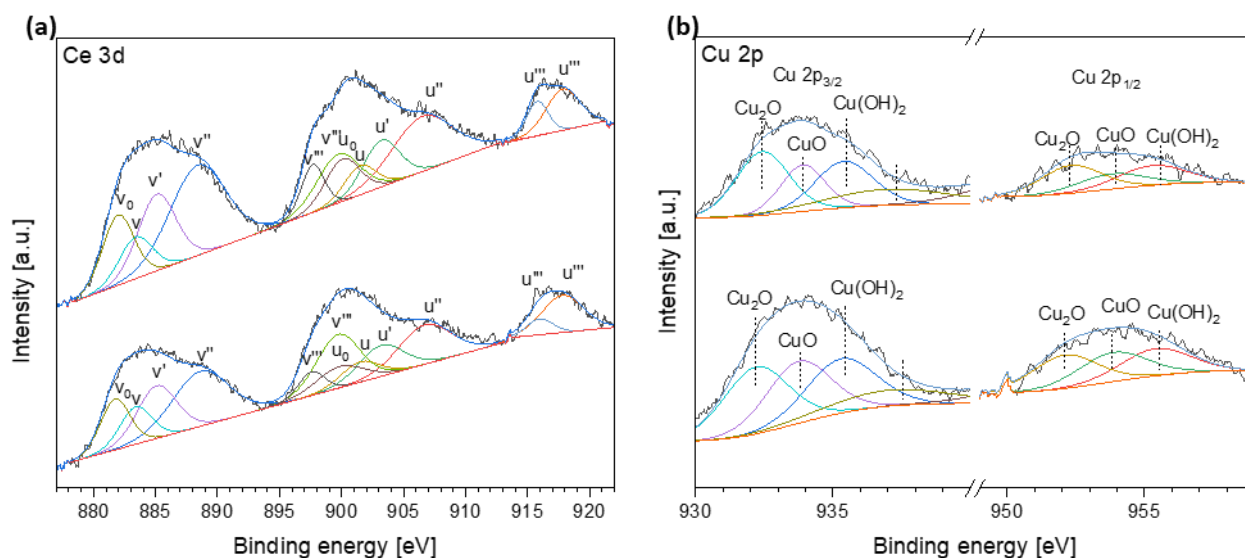 (a)
Ce 3d
v₀
v
v'
v''
v'''
v''
u₀
u
u'
u''
u'''
u'''
v₀
v
v'
v''
v'''
v'''
u₀
u
u'
u''
u'''
u'''
Intensity [a.u.]
880 885 890 895 900 905 910 915 920
Binding energy [eV]
(b)
Cu 2p
Cu 2p₃/₂
Cu 2p₁/₂
Cu₂O
CuO
Cu(OH)₂
Cu₂O
CuO
Cu(OH)₂
Cu₂O
CuO
Cu(OH)₂
Cu₂O
CuO
Cu(OH)₂
Intensity [a.u.]
930 935 950 955
Binding energy [eV]